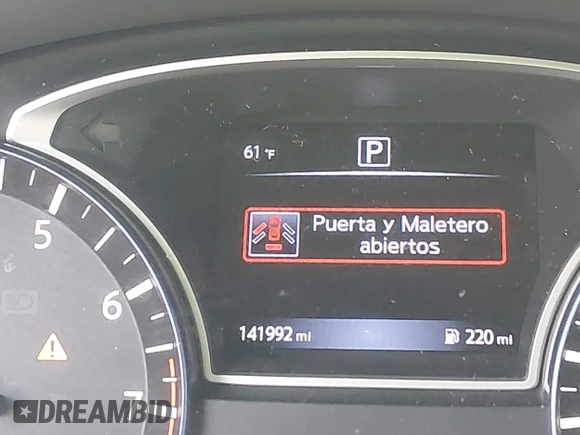 61 °F
P
Puerta y Maletero
abiertos
141992 mi
220 mi
5
6
7
DREAMBID